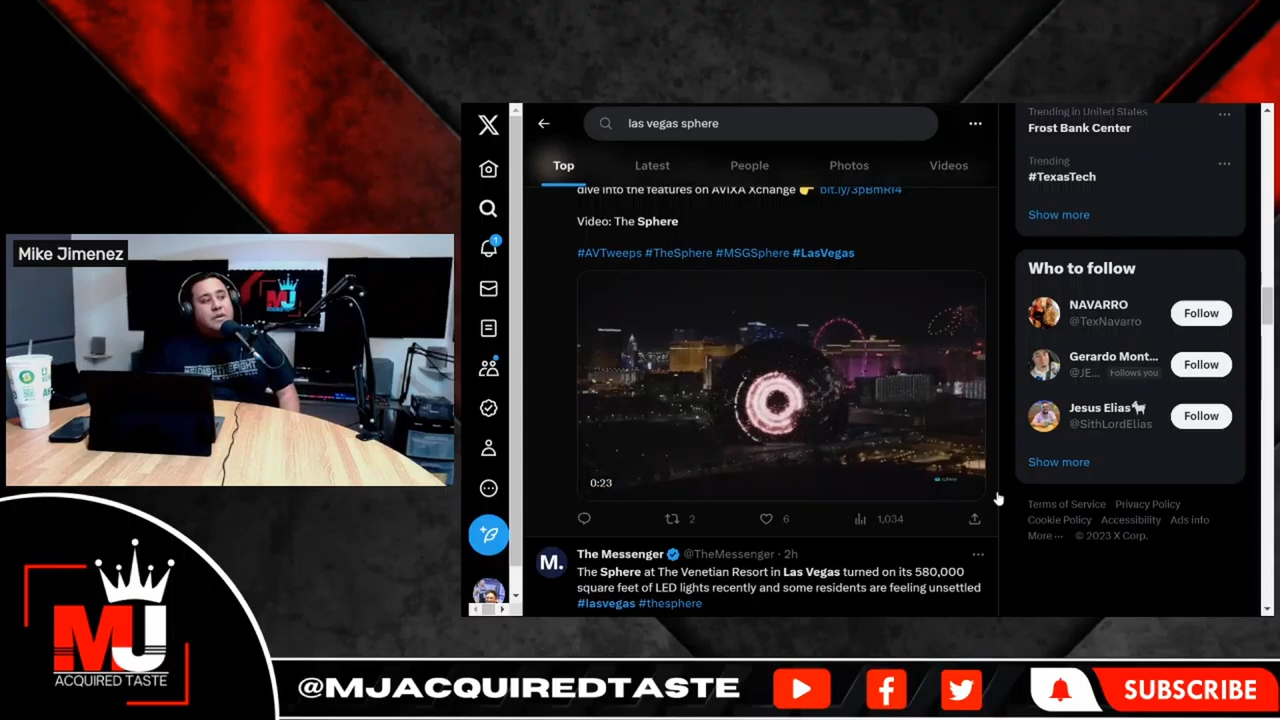 Mike Jimenez
las vegas sphere
Top
Latest
People
Photos
Videos
dive into the features on AVIXA Xchange 👉 bit.ly/3pBmRI4
Video: The Sphere
#AVTweeps #TheSphere #MSGSphere #LasVegas
0:23
sphere
2
6
1,034
M.
The Messenger @TheMessenger · 2h
The Sphere at The Venetian Resort in Las Vegas turned on its 580,000
square feet of LED lights recently and some residents are feeling unsettled
#lasvegas #thesphere
1
Trending in United States
Frost Bank Center
Trending
#TexasTech
Show more
Who to follow
NAVARRO
@TexNavarro
Follow
Gerardo Mont...
@JE... Follows you
Follow
Jesus Elias🐐
@SithLordElias
Follow
Show more
Terms of Service Privacy Policy
Cookie Policy Accessibility Ads info
More ··· © 2023 X Corp.
MJ
MJ
ACQUIRED TASTE
@MJACQUIREDTASTE
SUBSCRIBE